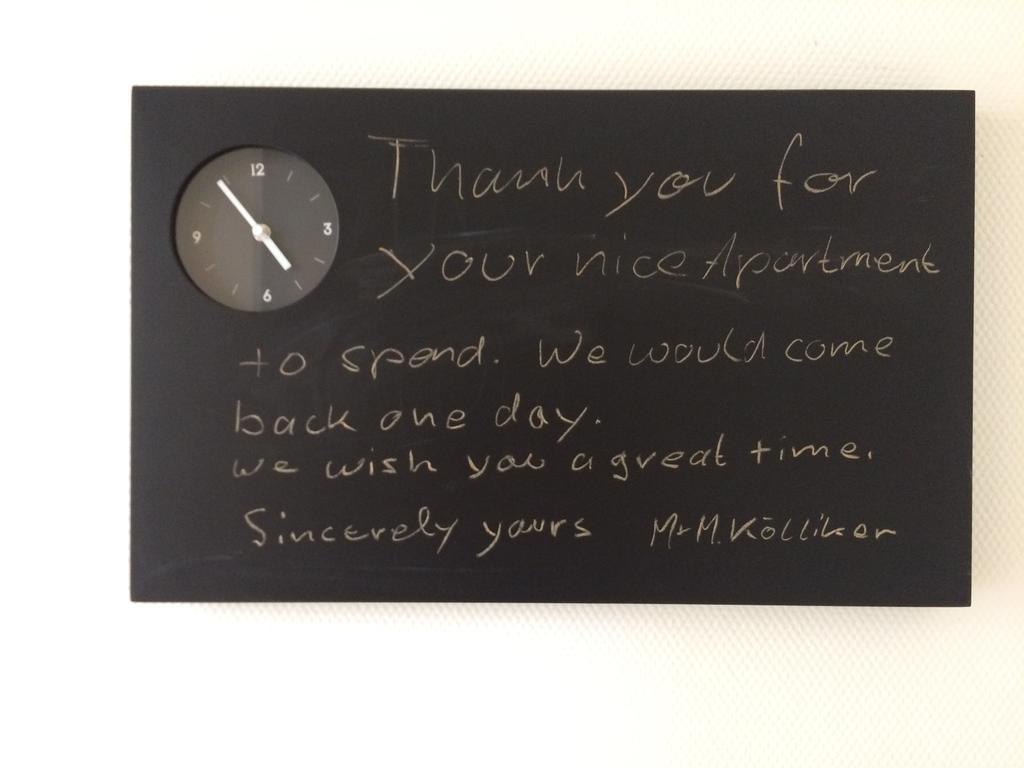 12
3
9
6
Thank you for
your nice Apartment
to spend. We would come
back one day.
We wish you a great time.
Sincerely yours M+M. Kölliker